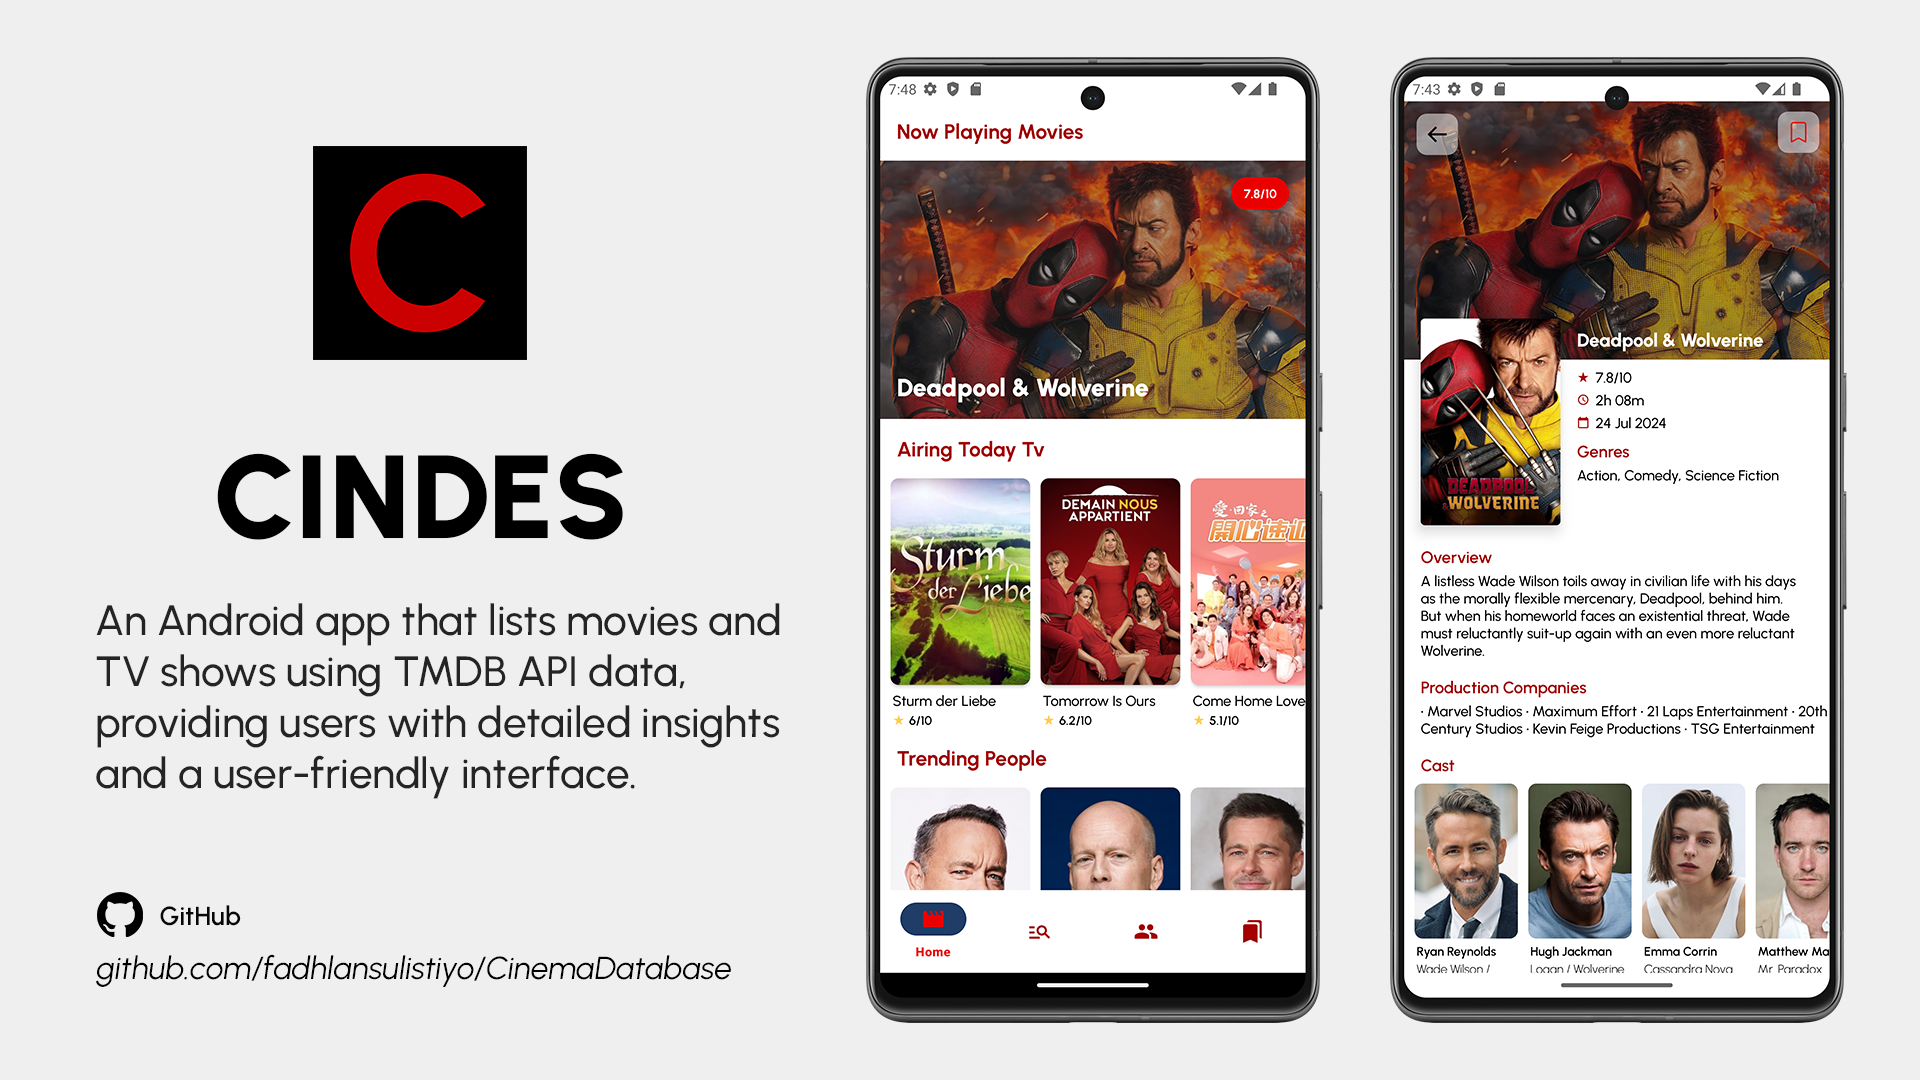 C
CINDES
An Android app that lists movies and
TV shows using TMDB API data,
providing users with detailed insights
and a user-friendly interface.
GitHub
github.com/fadhlansulistiyo/CinemaDatabase
7:48
Now Playing Movies
7.8/10
Deadpool & Wolverine
Airing Today Tv
Sturm
der Liebe
DEMAIN NOUS
APPARTIENT
愛·回家之
開心速遞
Sturm der Liebe
Tomorrow Is Ours
Come Home Love
6/10
6.2/10
5.1/10
Trending People
Home
7:43
Deadpool & Wolverine
7.8/10
2h 08m
24 Jul 2024
Genres
Action, Comedy, Science Fiction
DEADPOOL
& WOLVERINE
Overview
A listless Wade Wilson toils away in civilian life with his days
as the morally flexible mercenary, Deadpool, behind him.
But when his homeworld faces an existential threat, Wade
must reluctantly suit-up again with an even more reluctant
Wolverine.
Production Companies
· Marvel Studios · Maximum Effort · 21 Laps Entertainment · 20th
Century Studios · Kevin Feige Productions · TSG Entertainment
Cast
Ryan Reynolds
Hugh Jackman
Emma Corrin
Matthew Ma
Wade Wilson /
Logan / Wolverine
Cassandra Nova
Mr. Paradox